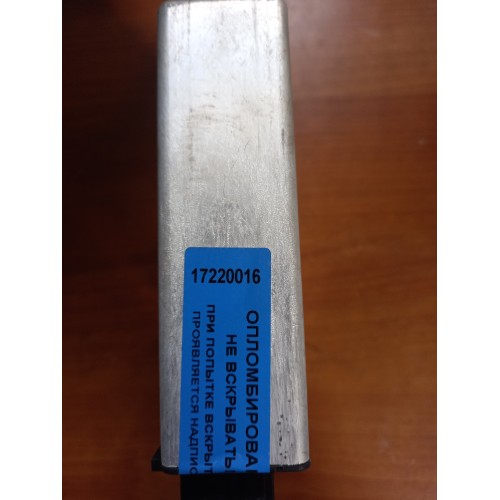 17220016
ОПЛОМБИРОВА
НЕ ВСКРЫВАТЬ
ПРИ ПОПЫТКЕ ВСКРЫТ
ПРОЯВЛЯЕТСЯ НАДПИС